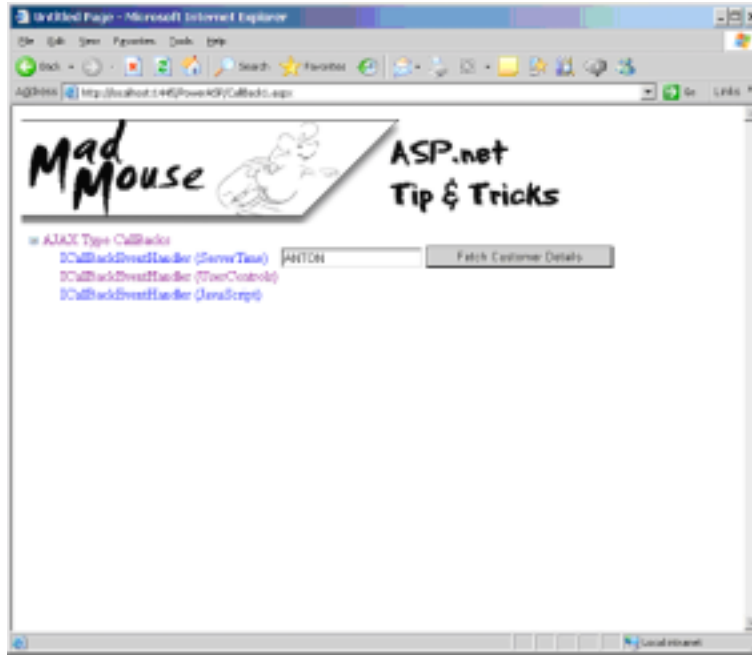 Untitled Page - Microsoft Internet Explorer
File Edit View Favorites Tools Help
Back Search Favorites
Address http://localhost:1445/PowerASP/Callbacks.aspx Go Links
Mad Mouse
ASP.net
Tip & Tricks
AJAX Type CallBacks
ICallBackEventHandler (ServerTime) ANTON Fetch Customer Details
ICallBackEventHandler (UserControls)
ICallBackEventHandler (JavaScript)
Local intranet